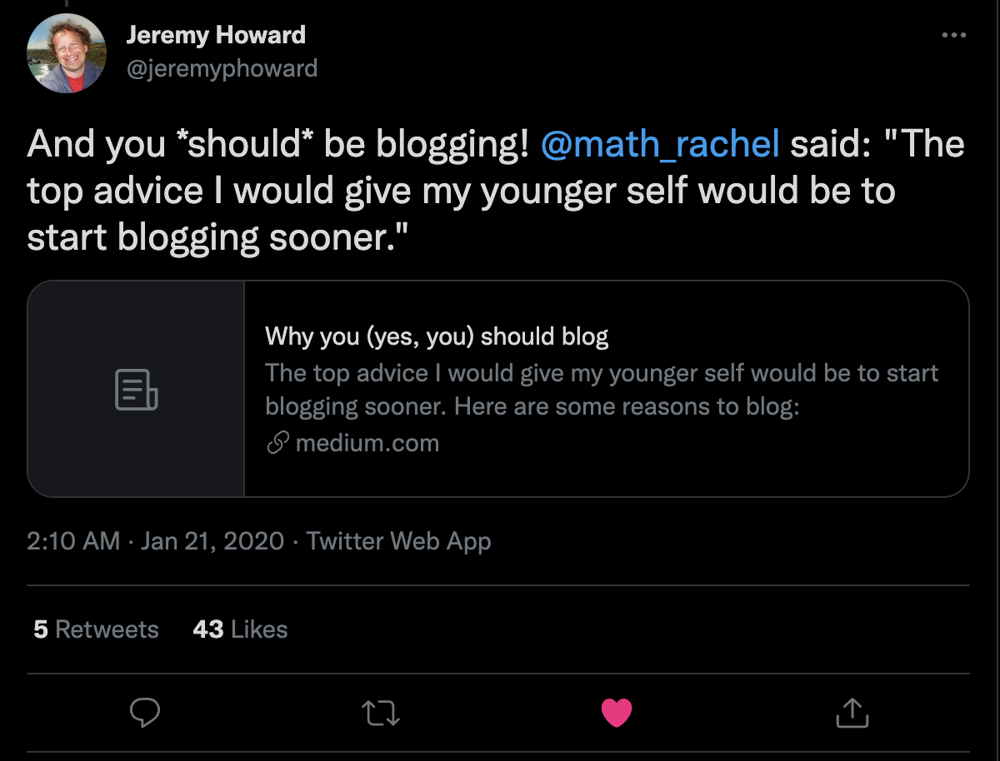 Jeremy Howard
@jeremyphoward
And you *should* be blogging! @math_rachel said: "The
top advice I would give my younger self would be to
start blogging sooner."
Why you (yes, you) should blog
The top advice I would give my younger self would be to start
blogging sooner. Here are some reasons to blog:
medium.com
2:10 AM · Jan 21, 2020 · Twitter Web App
5 Retweets 43 Likes